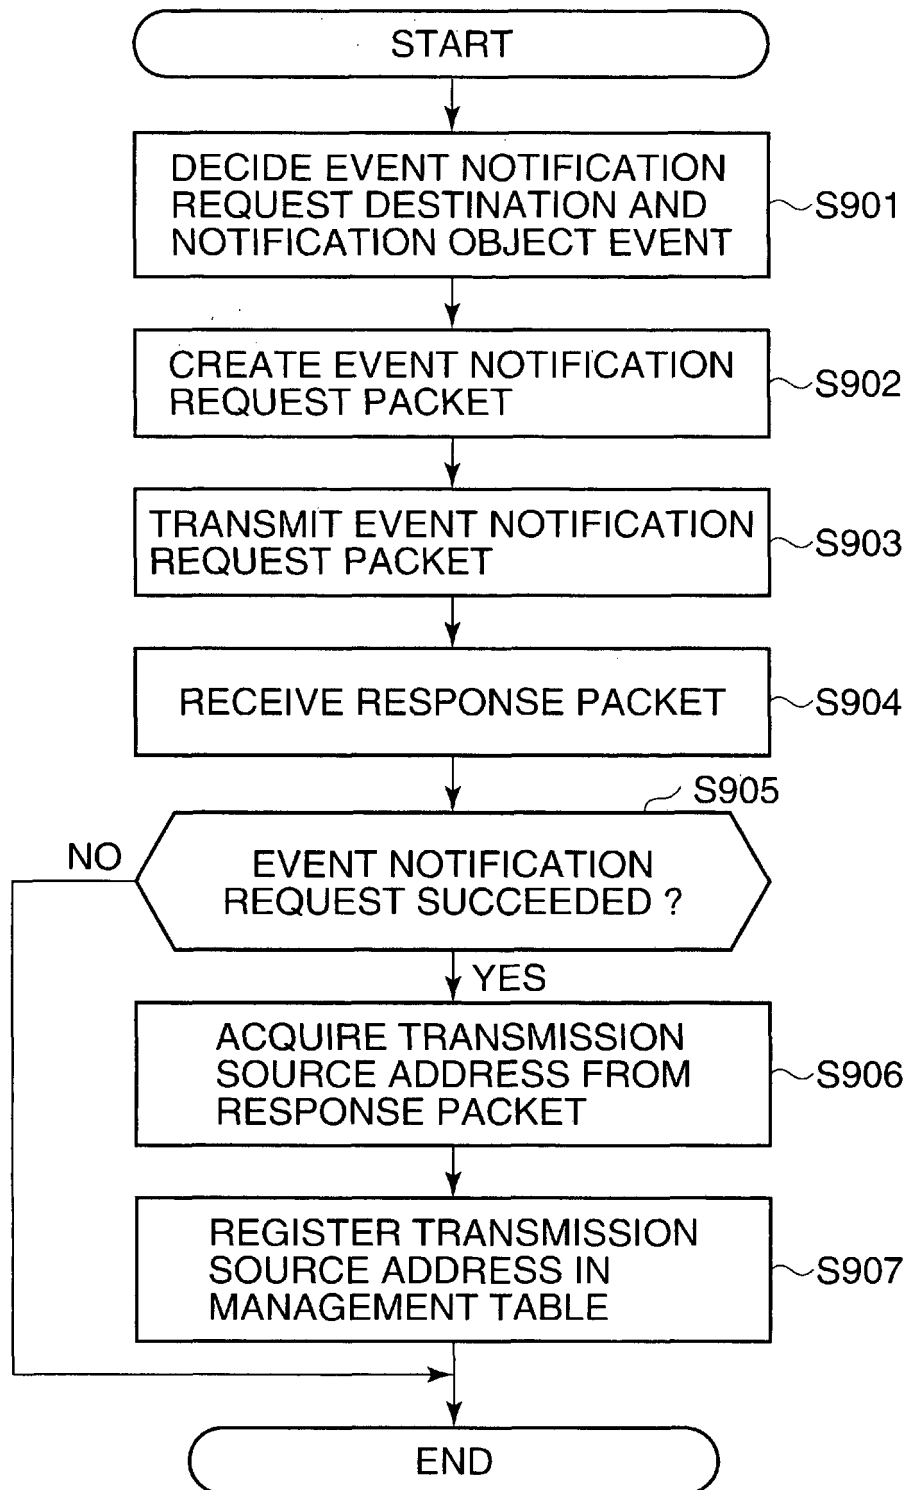 START
DECIDE EVENT NOTIFICATION
REQUEST DESTINATION AND
NOTIFICATION OBJECT EVENT
S901
CREATE EVENT NOTIFICATION
REQUEST PACKET
S902
TRANSMIT EVENT NOTIFICATION
REQUEST PACKET
S903
RECEIVE RESPONSE PACKET
S904
S905
NO
EVENT NOTIFICATION
REQUEST SUCCEEDED ?
YES
ACQUIRE TRANSMISSION
SOURCE ADDRESS FROM
RESPONSE PACKET
S906
REGISTER TRANSMISSION
SOURCE ADDRESS IN
MANAGEMENT TABLE
S907
END